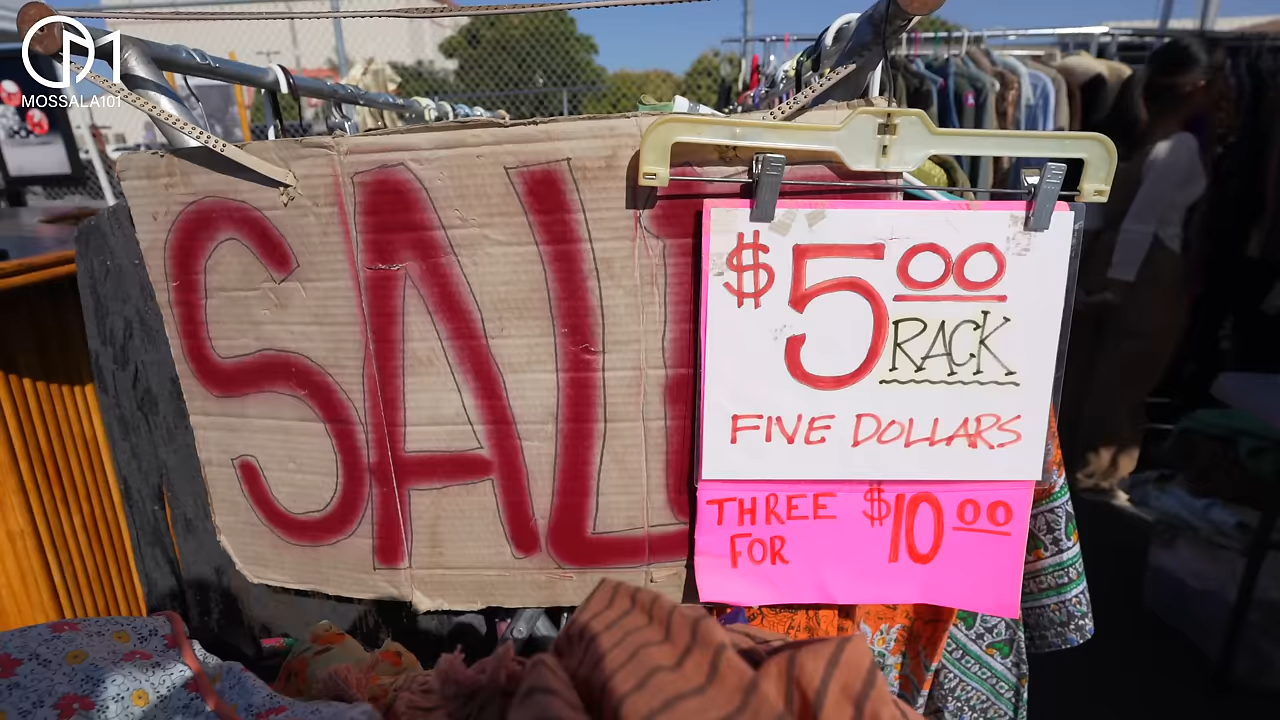 MOSSALA101
SALE
$5.00
RACK
FIVE DOLLARS
THREE
FOR
$10.00